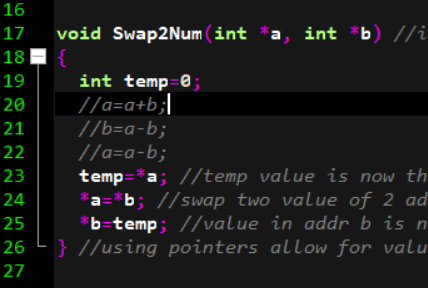 16
17 void Swap2Num(int *a, int *b) //i
18 {
19 int temp=0;
20 //a=a+b;
21 //b=a-b;
22 //a=a-b;
23 temp=*a; //temp value is now th
24 *a=*b; //swap two value of 2 ad
25 *b=temp; //value in addr b is n
26 } //using pointers allow for valu
27